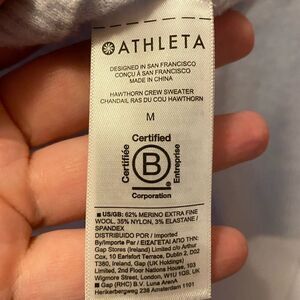 ATHLETA
DESIGNED IN SAN FRANCISCO
CONÇU À SAN FRANCISCO
MADE IN CHINA
HAWTHORN CREW SWEATER
CHANDAIL RAS DU COU HAWTHORN
M
Certified
Certifiée
B
Entreprise
Corporation
■ US/GB: 62% MERINO EXTRA FINE
WOOL, 35% NYLON, 3% ELASTANE /
SPANDEX
DISTRIBUIDO POR / Imported
By/Importe Par / ΕΙΣΑΓΕΤΑΙ ΑΠΟ ΤΗΝ:
Gap Stores (Ireland) Limited c/o Arthur
Cox, 10 Earlsfort Terrace, Dublin 2, D02
T380, Ireland, Gap (UK Holdings)
Limited, 2nd Floor Nations House, 103
Wigmore Street, London, W1U 1QS. UK
■ Gap (RHC) B.V. Luna ArenA
Herikerbergweg 238 Amsterdam 1101